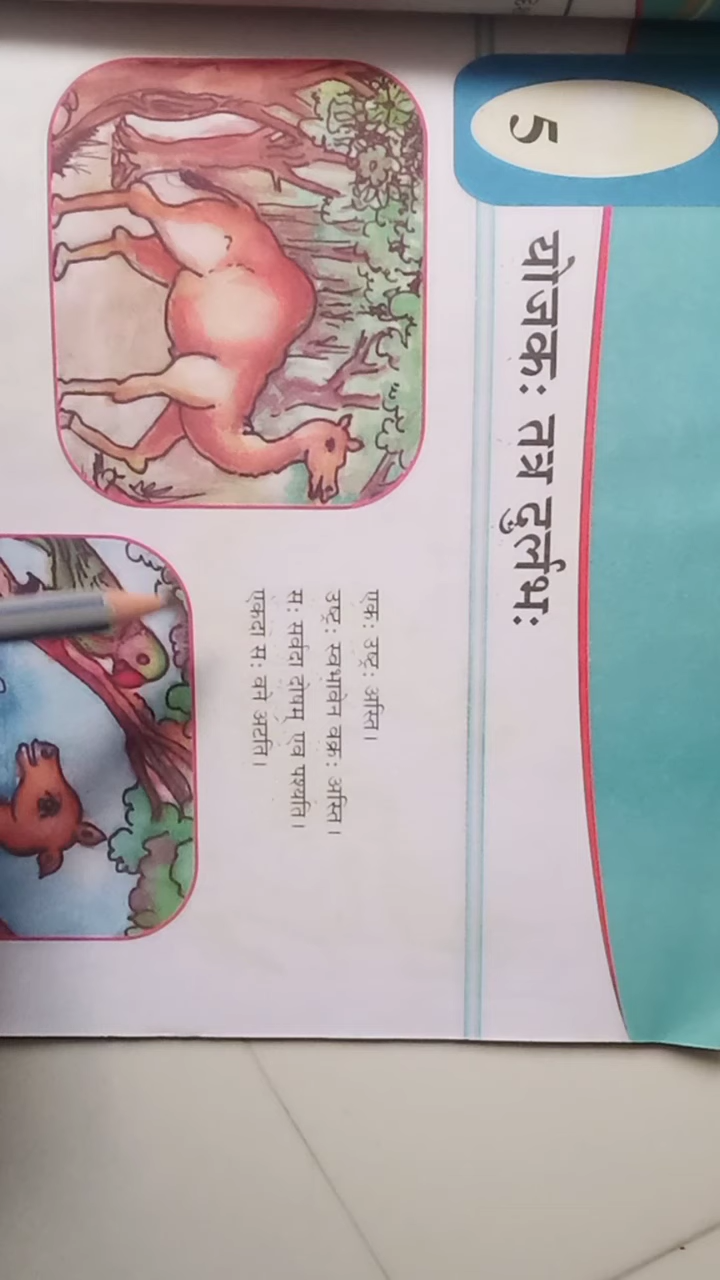 5
योजकः तत्र दुर्लभः
एकः उष्ट्रः अस्ति।
उष्ट्रः स्वभावेन वक्रः अस्ति।
सः सर्वदा दोषम् एव पश्यति।
एकदा सः वने अटति।